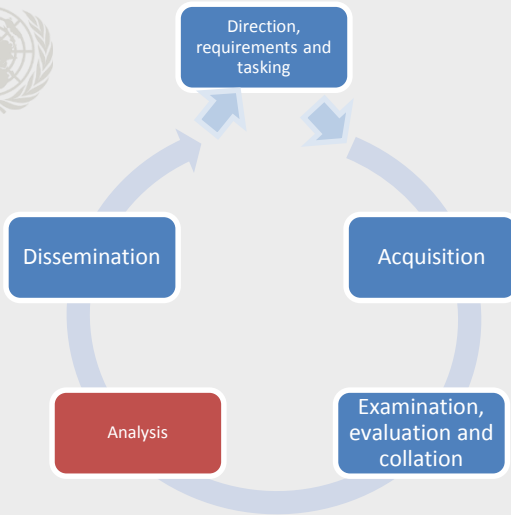 Direction,
requirements and
tasking
Dissemination
Acquisition
Analysis
Examination,
evaluation and
collation